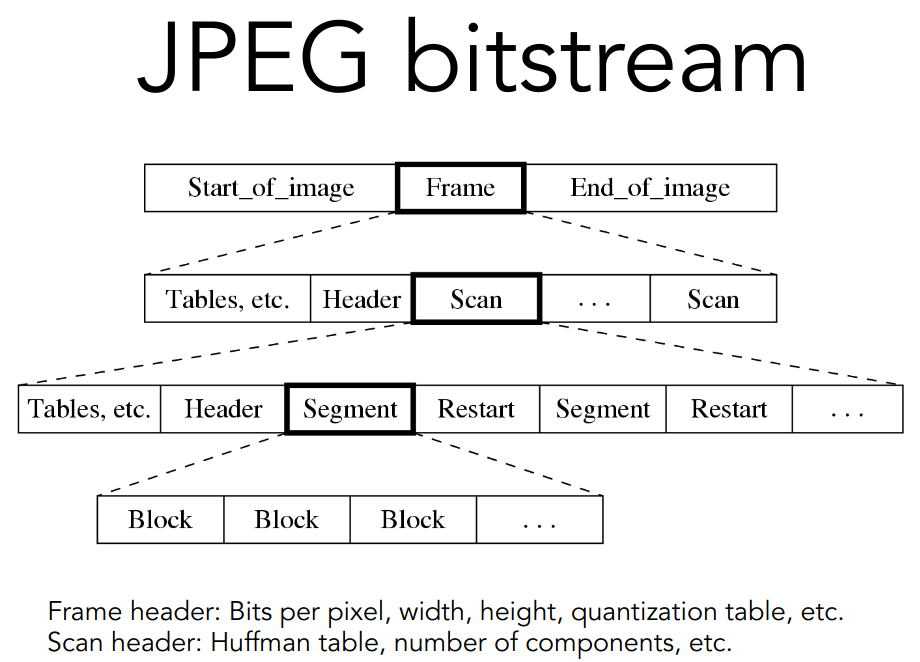 JPEG bitstream
Start_of_image Frame End_of_image
Tables, etc. Header Scan . . . Scan
Tables, etc. Header Segment Restart Segment Restart . . .
Block Block Block . . .
Frame header: Bits per pixel, width, height, quantization table, etc.
Scan header: Huffman table, number of components, etc.